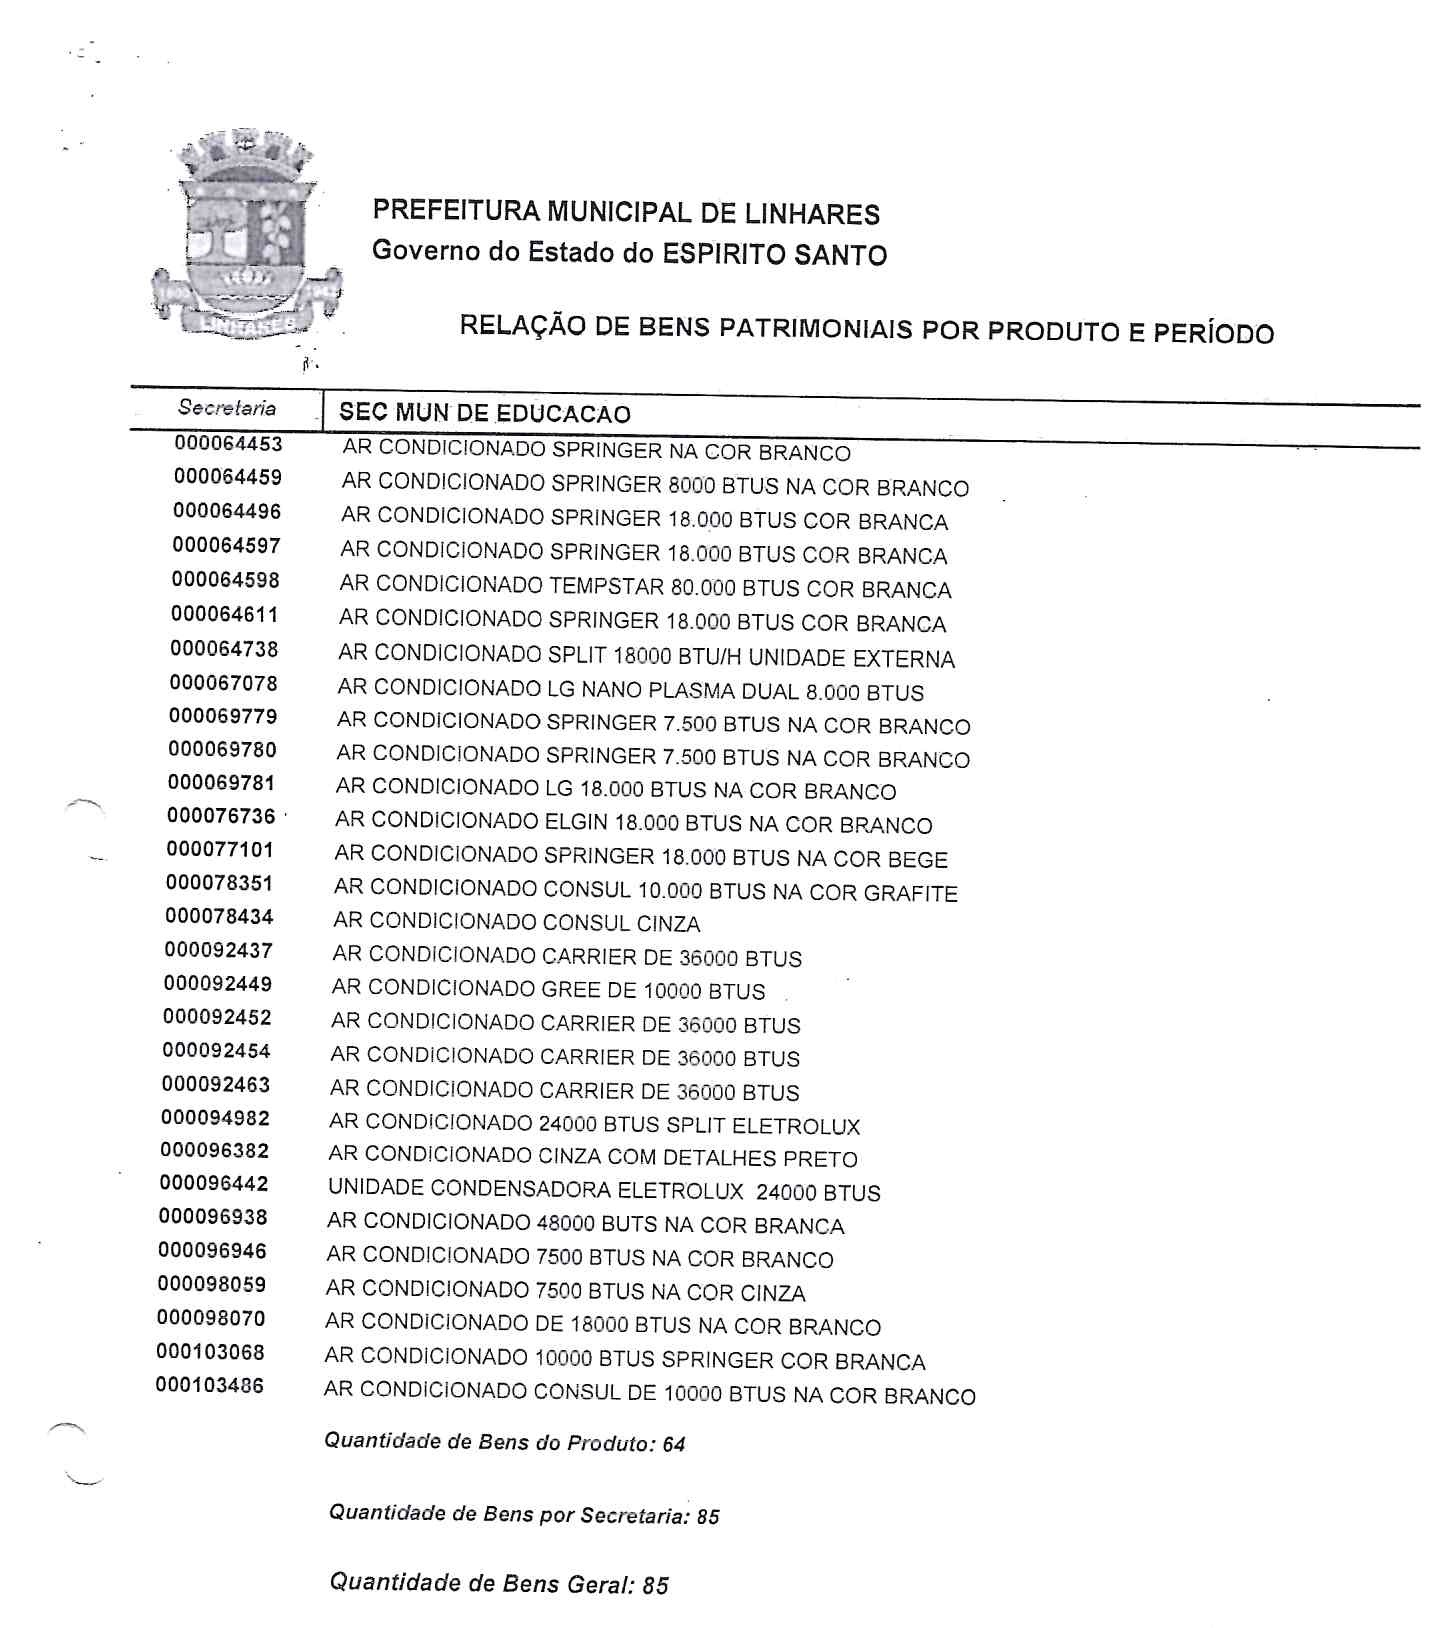 PREFEITURA MUNICIPAL DE LINHARES
Governo do Estado do ESPIRITO SANTO
LINHARES
RELAÇÃO DE BENS PATRIMONIAIS POR PRODUTO E PERÍODO
Secretaria SEC MUN DE EDUCACAO
000064453 AR CONDICIONADO SPRINGER NA COR BRANCO
000064459 AR CONDICIONADO SPRINGER 8000 BTUS NA COR BRANCO
000064496 AR CONDICIONADO SPRINGER 18.000 BTUS COR BRANCA
000064597 AR CONDICIONADO SPRINGER 18.000 BTUS COR BRANCA
000064598 AR CONDICIONADO TEMPSTAR 80.000 BTUS COR BRANCA
000064611 AR CONDICIONADO SPRINGER 18.000 BTUS COR BRANCA
000064738 AR CONDICIONADO SPLIT 18000 BTU/H UNIDADE EXTERNA
000067078 AR CONDICIONADO LG NANO PLASMA DUAL 8.000 BTUS
000069779 AR CONDICIONADO SPRINGER 7.500 BTUS NA COR BRANCO
000069780 AR CONDICIONADO SPRINGER 7.500 BTUS NA COR BRANCO
000069781 AR CONDICIONADO LG 18.000 BTUS NA COR BRANCO
000076736 AR CONDICIONADO ELGIN 18.000 BTUS NA COR BRANCO
000077101 AR CONDICIONADO SPRINGER 18.000 BTUS NA COR BEGE
000078351 AR CONDICIONADO CONSUL 10.000 BTUS NA COR GRAFITE
000078434 AR CONDICIONADO CONSUL CINZA
000092437 AR CONDICIONADO CARRIER DE 36000 BTUS
000092449 AR CONDICIONADO GREE DE 10000 BTUS
000092452 AR CONDICIONADO CARRIER DE 36000 BTUS
000092454 AR CONDICIONADO CARRIER DE 36000 BTUS
000092463 AR CONDICIONADO CARRIER DE 36000 BTUS
000094982 AR CONDICIONADO 24000 BTUS SPLIT ELETROLUX
000096382 AR CONDICIONADO CINZA COM DETALHES PRETO
000096442 UNIDADE CONDENSADORA ELETROLUX 24000 BTUS
000096938 AR CONDICIONADO 48000 BUTS NA COR BRANCA
000096946 AR CONDICIONADO 7500 BTUS NA COR BRANCO
000098059 AR CONDICIONADO 7500 BTUS NA COR CINZA
000098070 AR CONDICIONADO DE 18000 BTUS NA COR BRANCO
000103068 AR CONDICIONADO 10000 BTUS SPRINGER COR BRANCA
000103486 AR CONDICIONADO CONSUL DE 10000 BTUS NA COR BRANCO
Quantidade de Bens do Produto: 64
Quantidade de Bens por Secretaria: 85
Quantidade de Bens Geral: 85